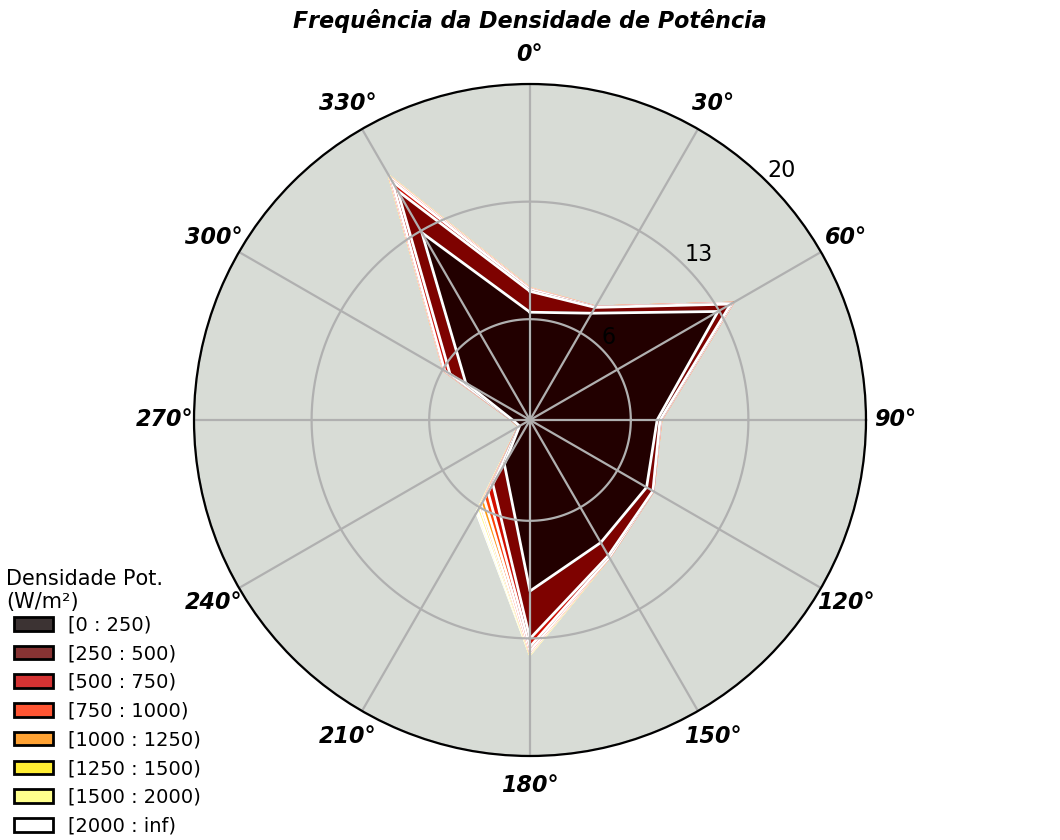 Frequência da Densidade de Potência
0°
330°
30°
20
300°
60°
13
6
270°
90°
240°
120°
210°
150°
180°
Densidade Pot.
(W/m²)
[0 : 250)
[250 : 500)
[500 : 750)
[750 : 1000)
[1000 : 1250)
[1250 : 1500)
[1500 : 2000)
[2000 : inf)